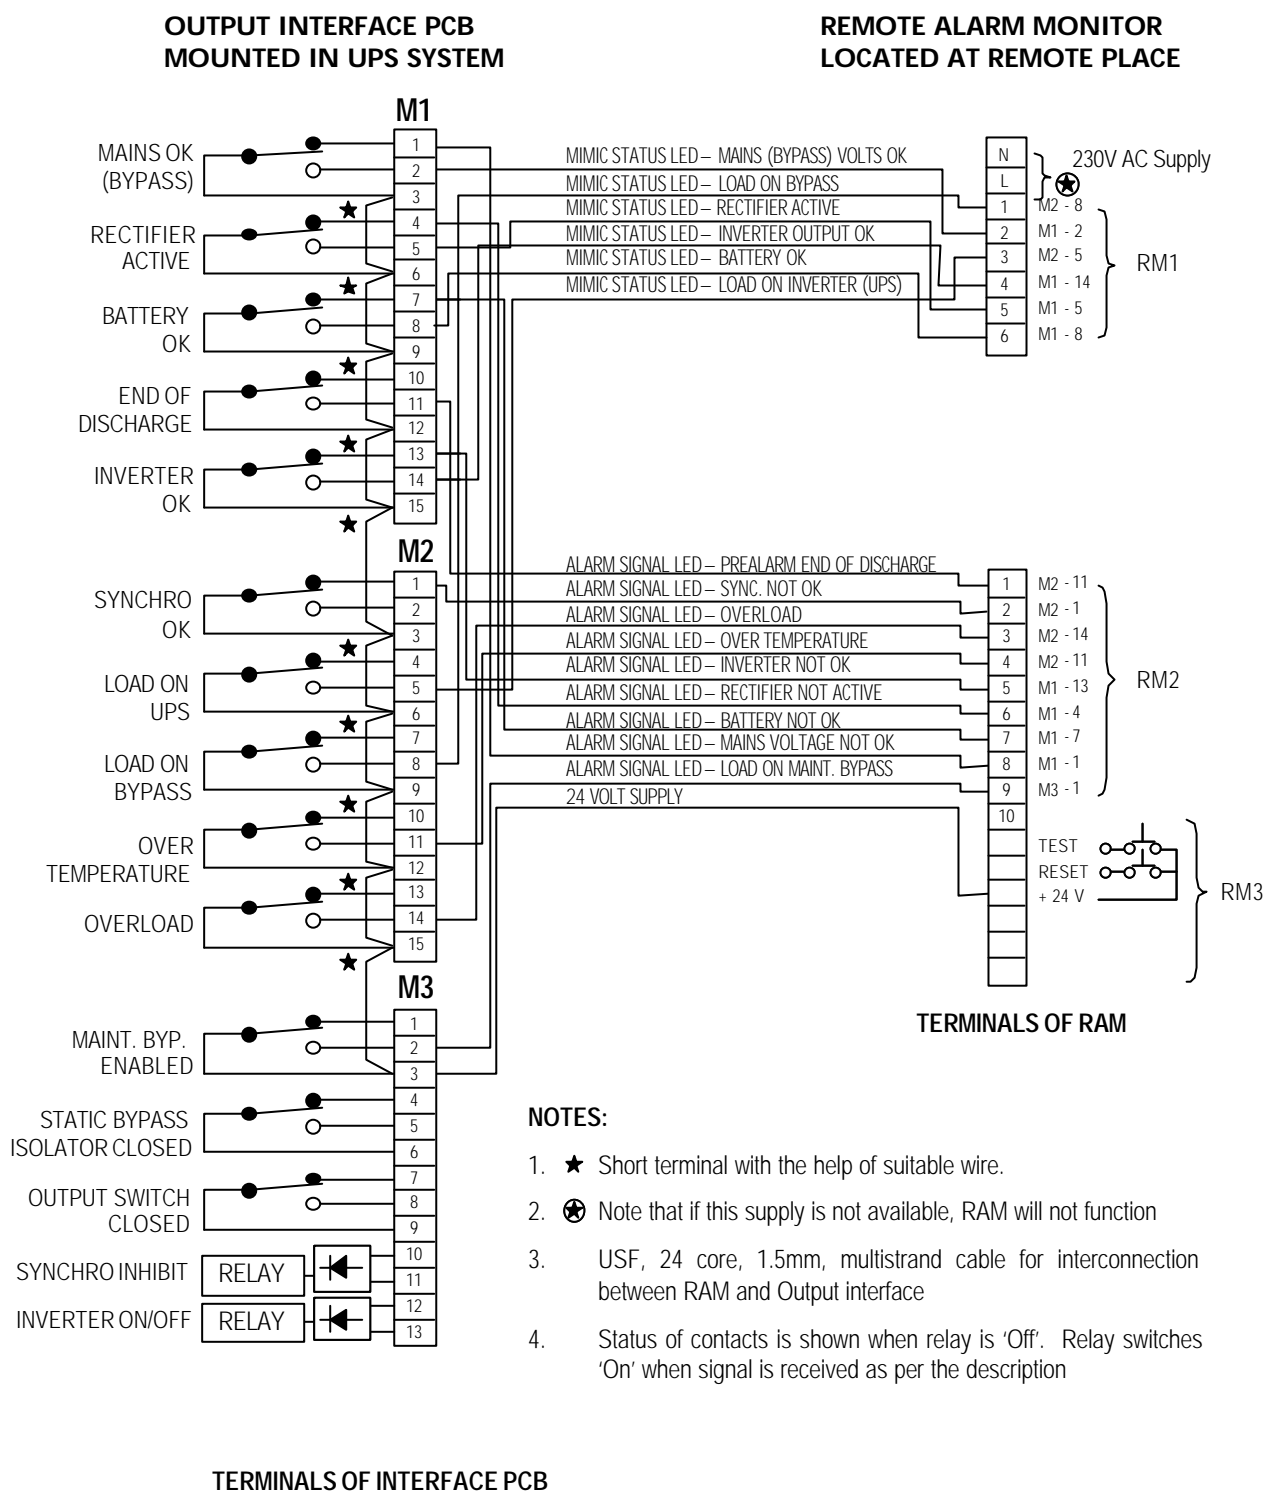 OUTPUT INTERFACE PCB
MOUNTED IN UPS SYSTEM
REMOTE ALARM MONITOR
LOCATED AT REMOTE PLACE
M1
MAINS OK
(BYPASS)
1
2
3
RECTIFIER
ACTIVE
4
5
6
BATTERY
OK
7
8
9
END OF
DISCHARGE
10
11
12
INVERTER
OK
13
14
15
M2
SYNCHRO
OK
1
2
3
LOAD ON
UPS
4
5
6
LOAD ON
BYPASS
7
8
9
OVER
TEMPERATURE
10
11
12
OVERLOAD
13
14
15
M3
MAINT. BYP.
ENABLED
1
2
3
STATIC BYPASS
ISOLATOR CLOSED
4
5
6
OUTPUT SWITCH
CLOSED
7
8
9
SYNCHRO INHIBIT
RELAY
10
11
INVERTER ON/OFF
RELAY
12
13
MIMIC STATUS LED – MAINS (BYPASS) VOLTS OK
MIMIC STATUS LED – LOAD ON BYPASS
MIMIC STATUS LED – RECTIFIER ACTIVE
MIMIC STATUS LED – INVERTER OUTPUT OK
MIMIC STATUS LED – BATTERY OK
MIMIC STATUS LED – LOAD ON INVERTER (UPS)
N
L
230V AC Supply
1 M2 - 8
2 M1 - 2
3 M2 - 5
4 M1 - 14
5 M1 - 5
6 M1 - 8
RM1
ALARM SIGNAL LED – PREALARM END OF DISCHARGE
ALARM SIGNAL LED – SYNC. NOT OK
ALARM SIGNAL LED – OVERLOAD
ALARM SIGNAL LED – OVER TEMPERATURE
ALARM SIGNAL LED – INVERTER NOT OK
ALARM SIGNAL LED – RECTIFIER NOT ACTIVE
ALARM SIGNAL LED – BATTERY NOT OK
ALARM SIGNAL LED – MAINS VOLTAGE NOT OK
ALARM SIGNAL LED – LOAD ON MAINT. BYPASS
24 VOLT SUPPLY
1 M2 - 11
2 M2 - 1
3 M2 - 14
4 M2 - 11
5 M1 - 13
6 M1 - 4
7 M1 - 7
8 M1 - 1
9 M3 - 1
10
RM2
TEST
RESET
+ 24 V
RM3
TERMINALS OF RAM
NOTES:
1. ★ Short terminal with the help of suitable wire.
2. ✪ Note that if this supply is not available, RAM will not function
3. USF, 24 core, 1.5mm, multistrand cable for interconnection
between RAM and Output interface
4. Status of contacts is shown when relay is ‘Off’. Relay switches
‘On’ when signal is received as per the description
TERMINALS OF INTERFACE PCB